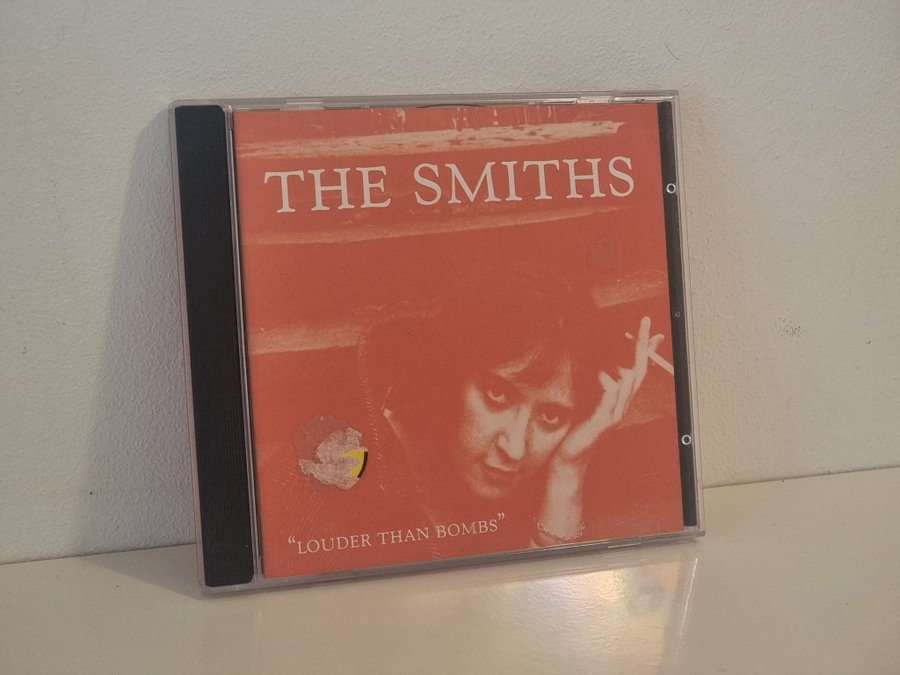 THE SMITHS
“LOUDER THAN BOMBS”